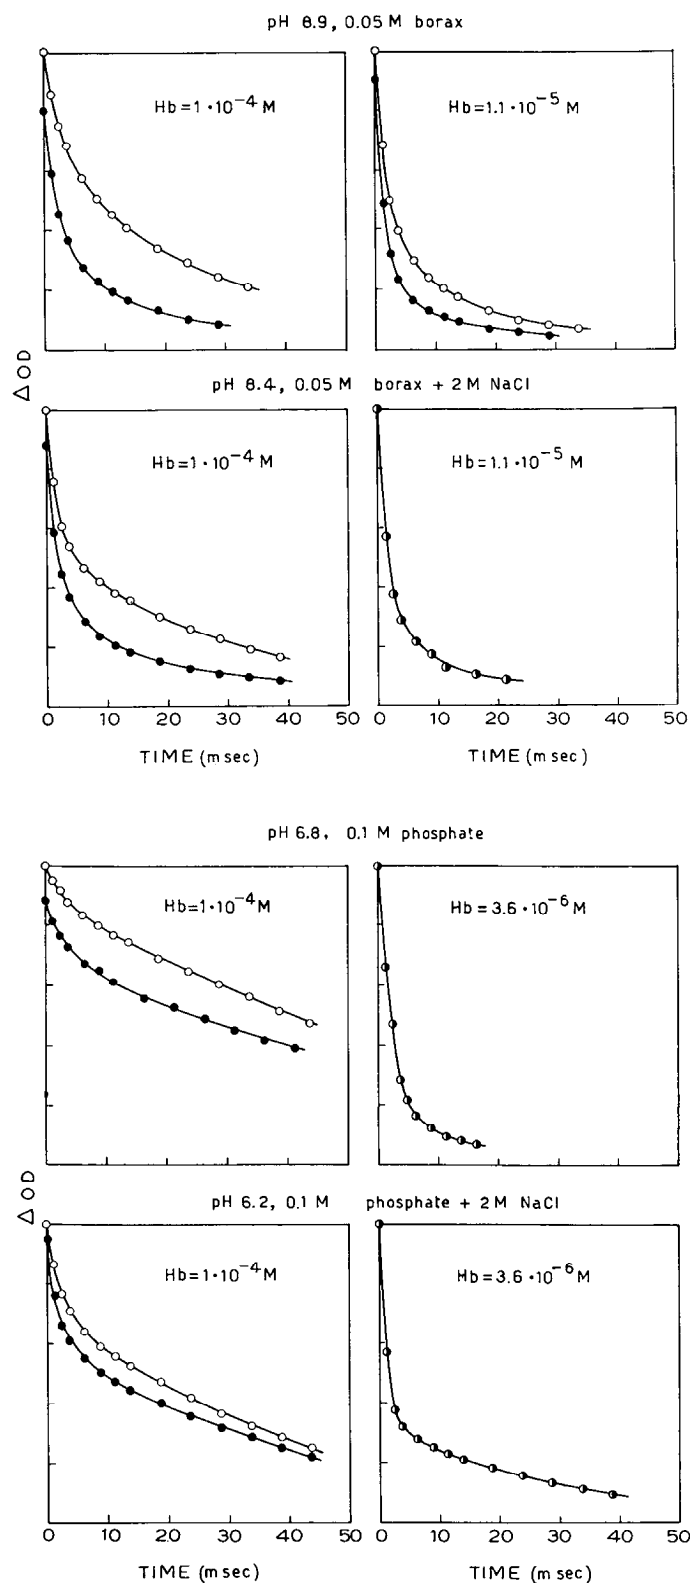 pH 8.9, 0.05 M borax
Hb=1·10⁻⁴ M
Hb=1.1·10⁻⁵ M
Δ OD
pH 8.4, 0.05 M borax + 2 M NaCl
Hb=1·10⁻⁴ M
Hb=1.1·10⁻⁵ M
0 10 20 30 40 50
0 10 20 30 40 50
TIME (m sec)
TIME (m sec)
pH 6.8, 0.1 M phosphate
Hb=1·10⁻⁴ M
Hb=3.6·10⁻⁶ M
Δ OD
pH 6.2, 0.1 M phosphate + 2 M NaCl
Hb=1·10⁻⁴ M
Hb=3.6·10⁻⁶ M
0 10 20 30 40 50
0 10 20 30 40 50
TIME (m sec)
TIME (m sec)